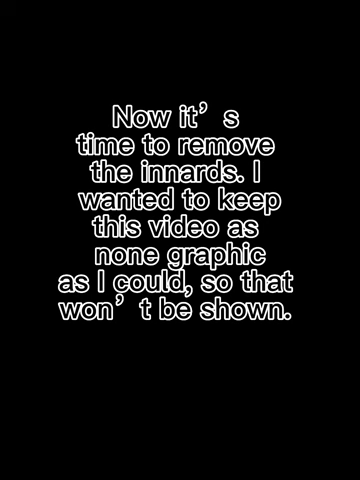 Now it’s
time to remove
the innards. I
wanted to keep
this video as
none graphic
as I could, so that
won’t be shown.